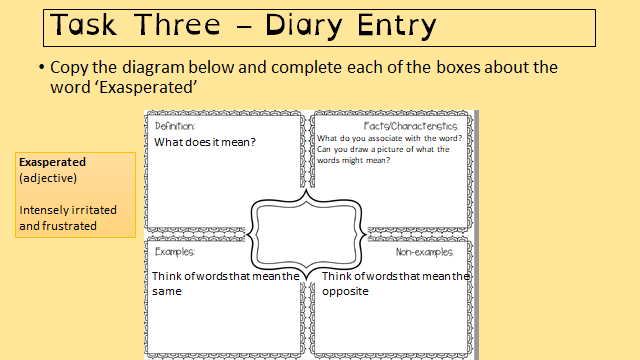 Task Three – Diary Entry
• Copy the diagram below and complete each of the boxes about the
word ‘Exasperated’
Exasperated
(adjective)
Intensely irritated
and frustrated
Definition:
What does it mean?
Facts/Characteristics:
What do you associate with the word?
Can you draw a picture of what the
words might mean?
Examples:
Think of words that mean the
same
Non-examples:
Think of words that mean the
opposite